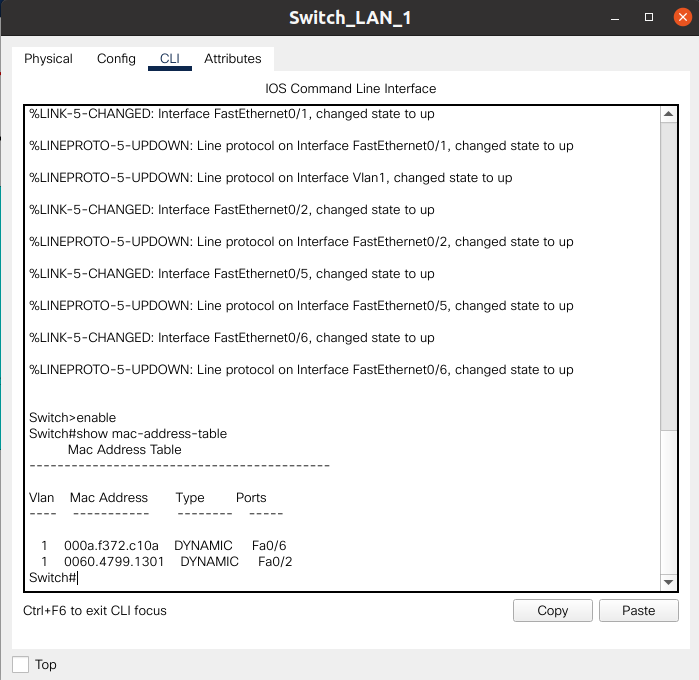 Switch_LAN_1
Physical Config CLI Attributes
IOS Command Line Interface
%LINK-5-CHANGED: Interface FastEthernet0/1, changed state to up
%LINEPROTO-5-UPDOWN: Line protocol on Interface FastEthernet0/1, changed state to up
%LINEPROTO-5-UPDOWN: Line protocol on Interface Vlan1, changed state to up
%LINK-5-CHANGED: Interface FastEthernet0/2, changed state to up
%LINEPROTO-5-UPDOWN: Line protocol on Interface FastEthernet0/2, changed state to up
%LINK-5-CHANGED: Interface FastEthernet0/5, changed state to up
%LINEPROTO-5-UPDOWN: Line protocol on Interface FastEthernet0/5, changed state to up
%LINK-5-CHANGED: Interface FastEthernet0/6, changed state to up
%LINEPROTO-5-UPDOWN: Line protocol on Interface FastEthernet0/6, changed state to up
Switch>enable
Switch#show mac-address-table
Mac Address Table
-------------------------------------------
Vlan Mac Address Type Ports
---- ----------- -------- -----
1 000a.f372.c10a DYNAMIC Fa0/6
1 0060.4799.1301 DYNAMIC Fa0/2
Switch#
Ctrl+F6 to exit CLI focus
Copy Paste
Top